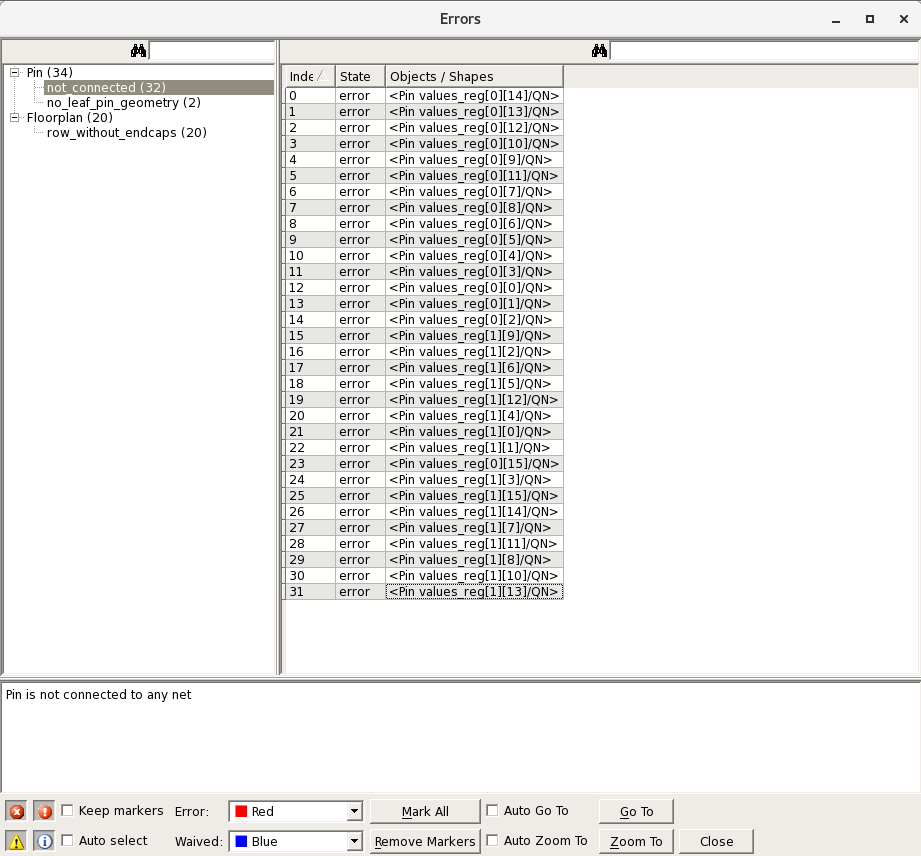 Errors
Pin (34)
not_connected (32)
no_leaf_pin_geometry (2)
Floorplan (20)
row_without_endcaps (20)
Inde State Objects / Shapes
0 error <Pin values_reg[0][14]/QN>
1 error <Pin values_reg[0][13]/QN>
2 error <Pin values_reg[0][12]/QN>
3 error <Pin values_reg[0][10]/QN>
4 error <Pin values_reg[0][9]/QN>
5 error <Pin values_reg[0][11]/QN>
6 error <Pin values_reg[0][7]/QN>
7 error <Pin values_reg[0][8]/QN>
8 error <Pin values_reg[0][6]/QN>
9 error <Pin values_reg[0][5]/QN>
10 error <Pin values_reg[0][4]/QN>
11 error <Pin values_reg[0][3]/QN>
12 error <Pin values_reg[0][0]/QN>
13 error <Pin values_reg[0][1]/QN>
14 error <Pin values_reg[0][2]/QN>
15 error <Pin values_reg[1][9]/QN>
16 error <Pin values_reg[1][2]/QN>
17 error <Pin values_reg[1][6]/QN>
18 error <Pin values_reg[1][5]/QN>
19 error <Pin values_reg[1][12]/QN>
20 error <Pin values_reg[1][4]/QN>
21 error <Pin values_reg[1][0]/QN>
22 error <Pin values_reg[1][1]/QN>
23 error <Pin values_reg[0][15]/QN>
24 error <Pin values_reg[1][3]/QN>
25 error <Pin values_reg[1][15]/QN>
26 error <Pin values_reg[1][14]/QN>
27 error <Pin values_reg[1][7]/QN>
28 error <Pin values_reg[1][11]/QN>
29 error <Pin values_reg[1][8]/QN>
30 error <Pin values_reg[1][10]/QN>
31 error <Pin values_reg[1][13]/QN>
Pin is not connected to any net
Keep markers Error: Red Mark All Auto Go To Go To
Auto select Waived: Blue Remove Markers Auto Zoom To Zoom To Close